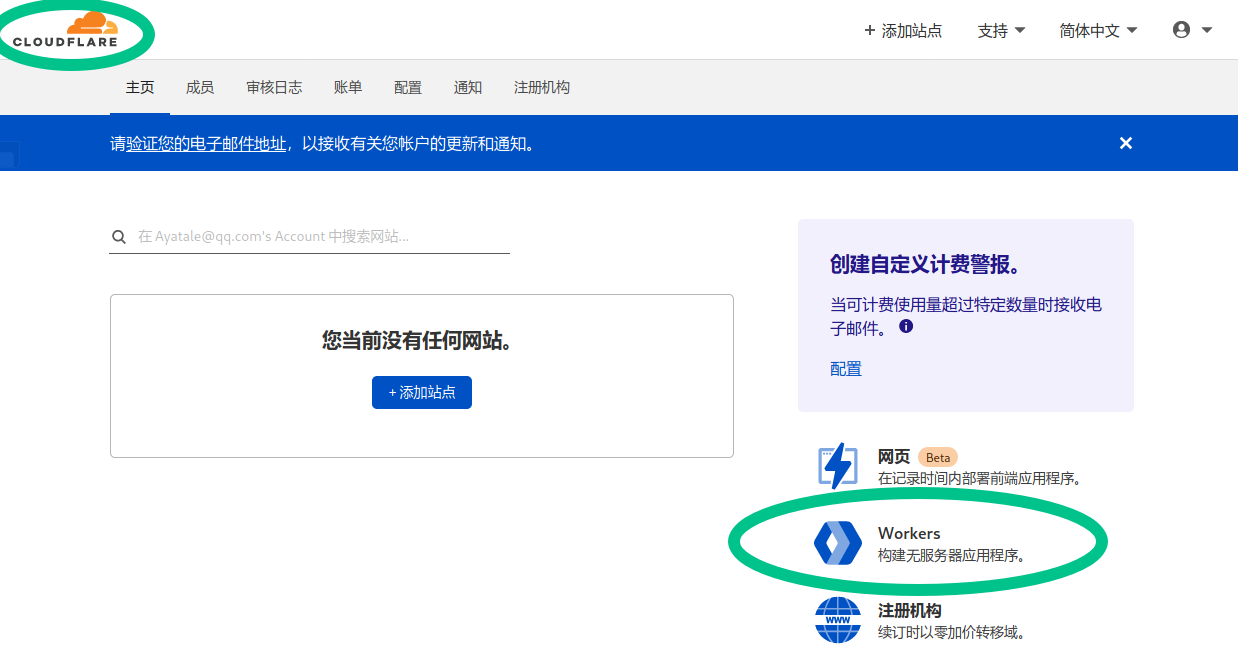 CLOUDFLARE
+ 添加站点 支持 简体中文
主页 成员 审核日志 账单 配置 通知 注册机构
请验证您的电子邮件地址，以接收有关您帐户的更新和通知。
在 Ayatale@qq.com's Account 中搜索网站...
您当前没有任何网站。
+ 添加站点
创建自定义计费警报。
当可计费使用量超过特定数量时接收电
子邮件。
配置
网页 Beta
在记录时间内部署前端应用程序。
Workers
构建无服务器应用程序。
WWW
注册机构
续订时以零加价转移域。